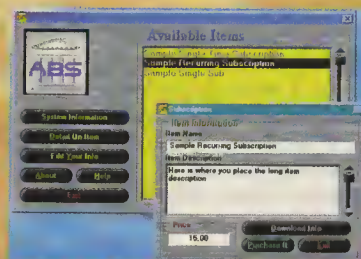 Available Items
Sample Single Time Subscription
Sample Recurring Subscription
Sample Single Sub
ABS
System Information
Detail On Item
Edit Your Info
About
Help
Exit
Subscription
Item Information
Item Name
Sample Recurring Subscription
Item Description
Here is where you place the long item
description
Price
15.00
Download Info
Purchase It
Exit